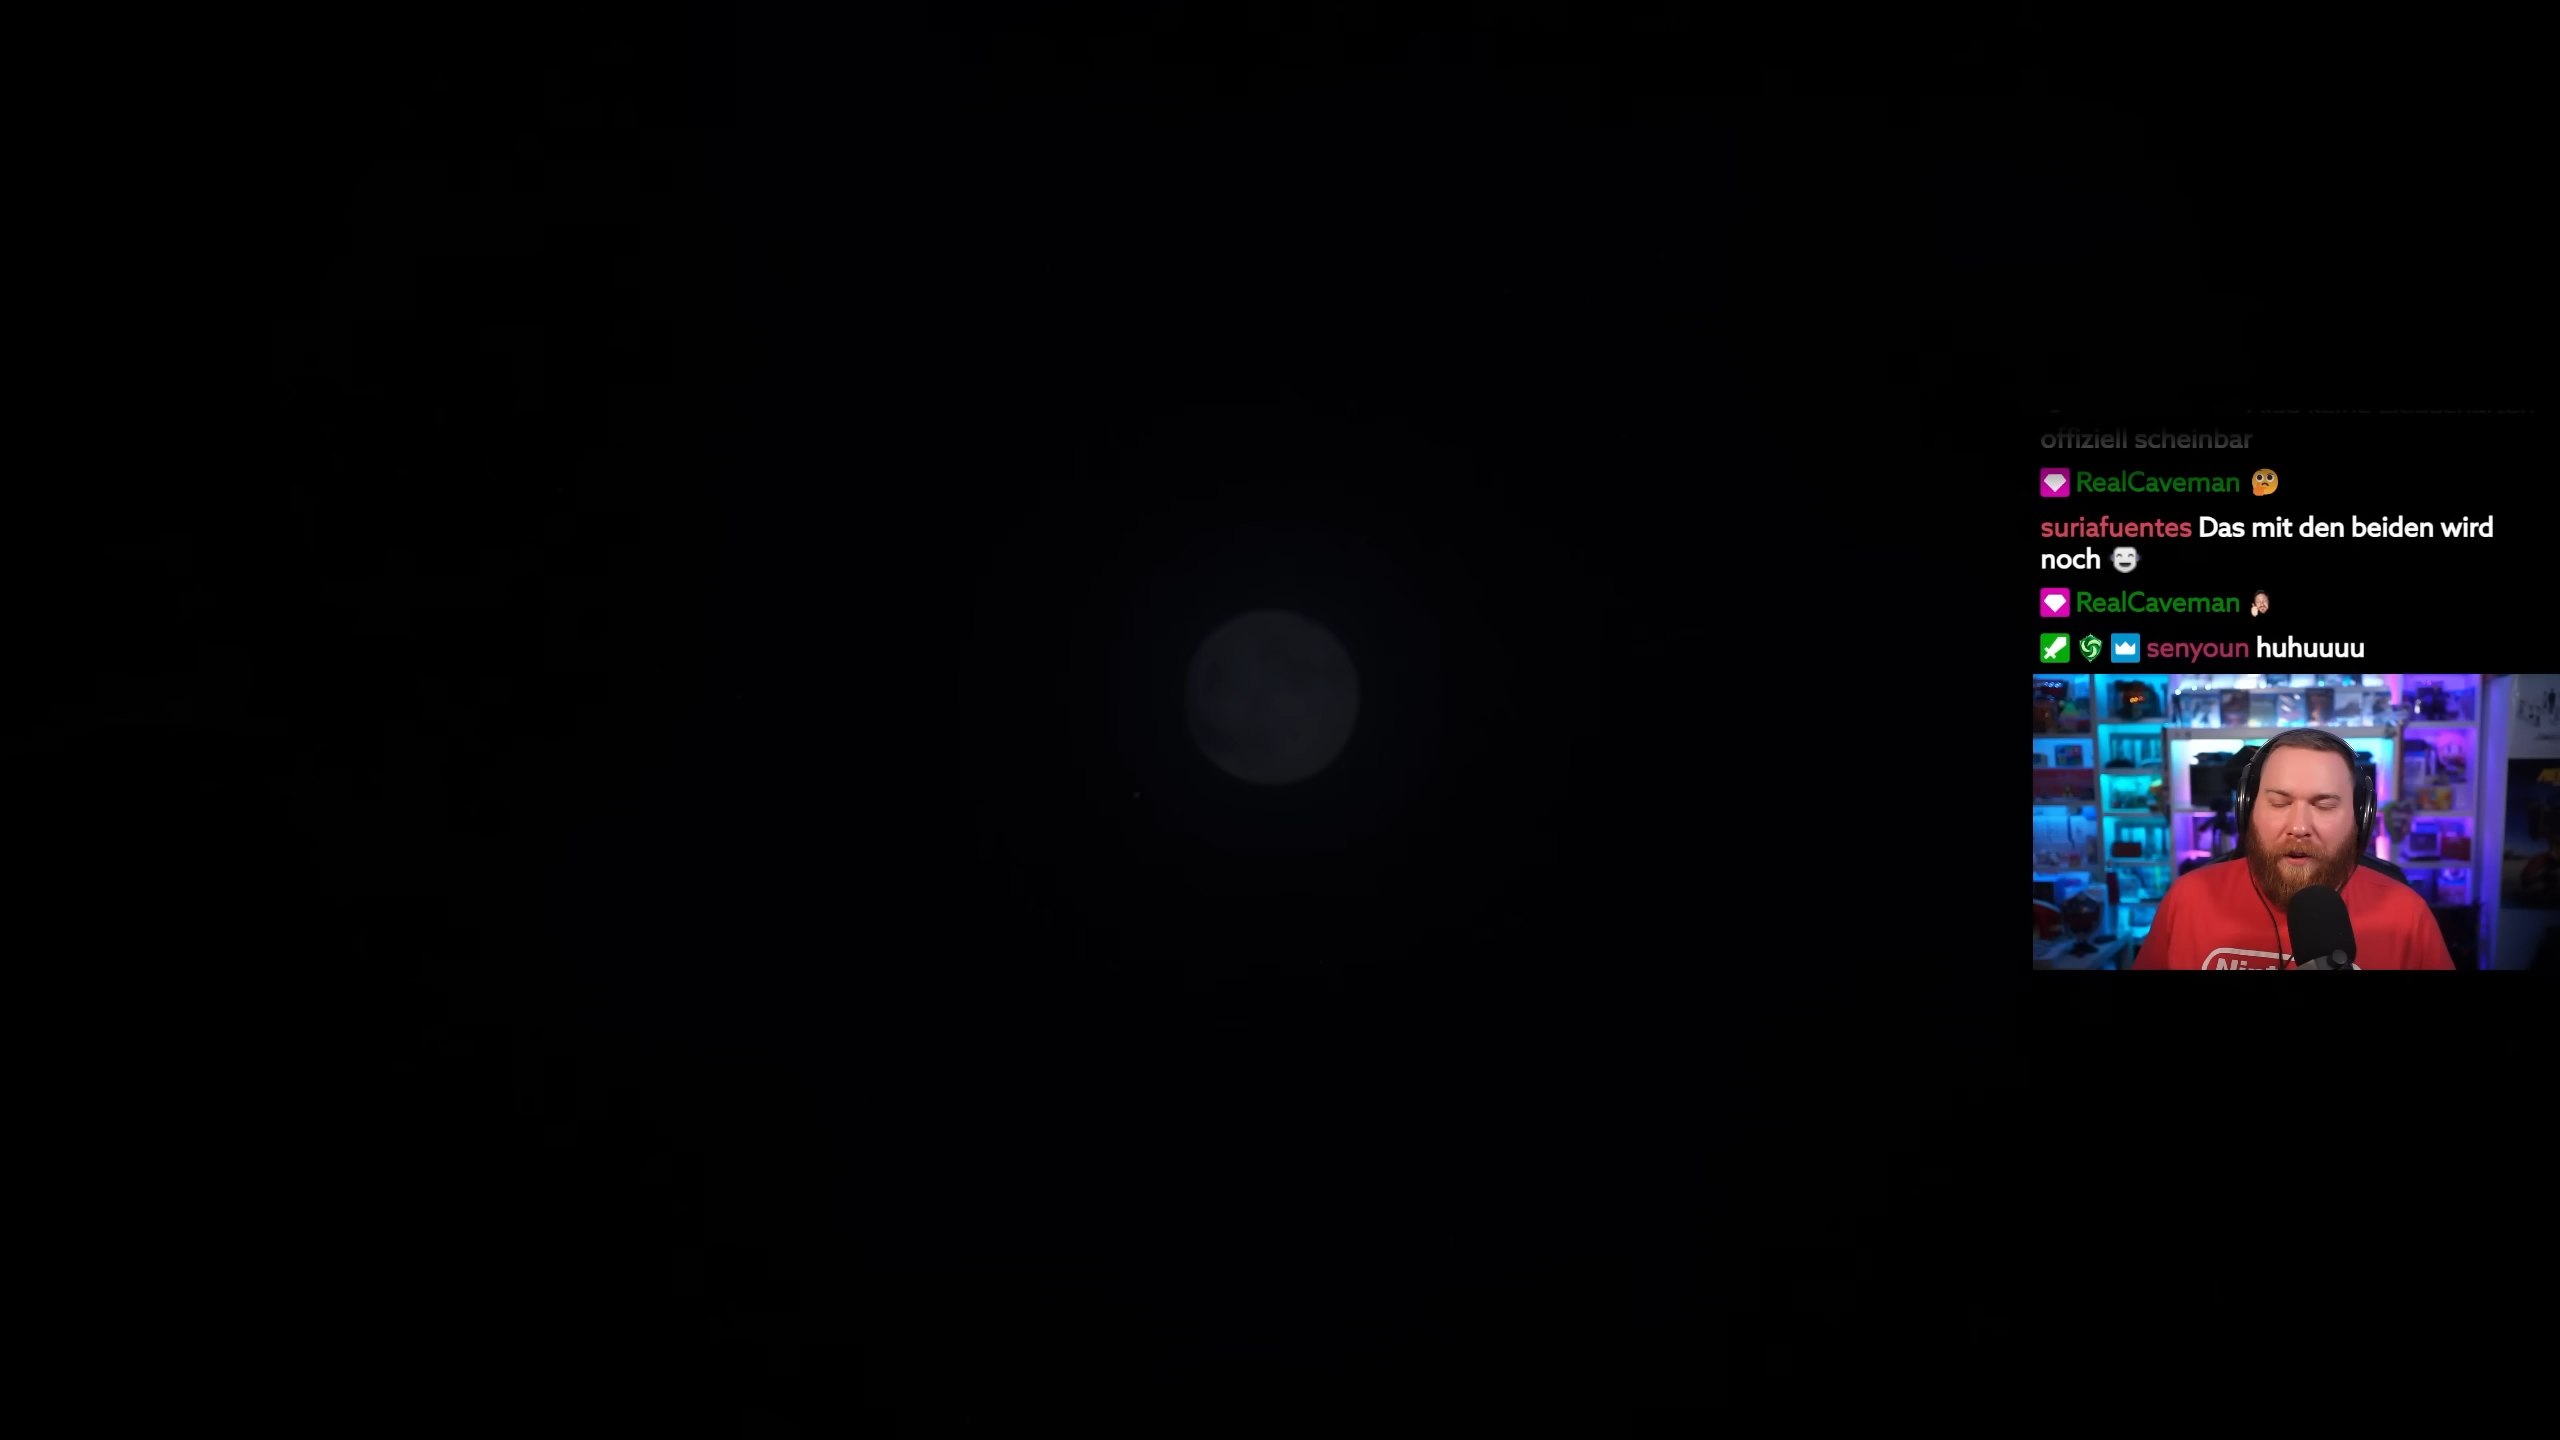 offiziell scheinbar
RealCaveman 🤔
suriafuentes Das mit den beiden wird
noch
RealCaveman
senyoun huhuuuu